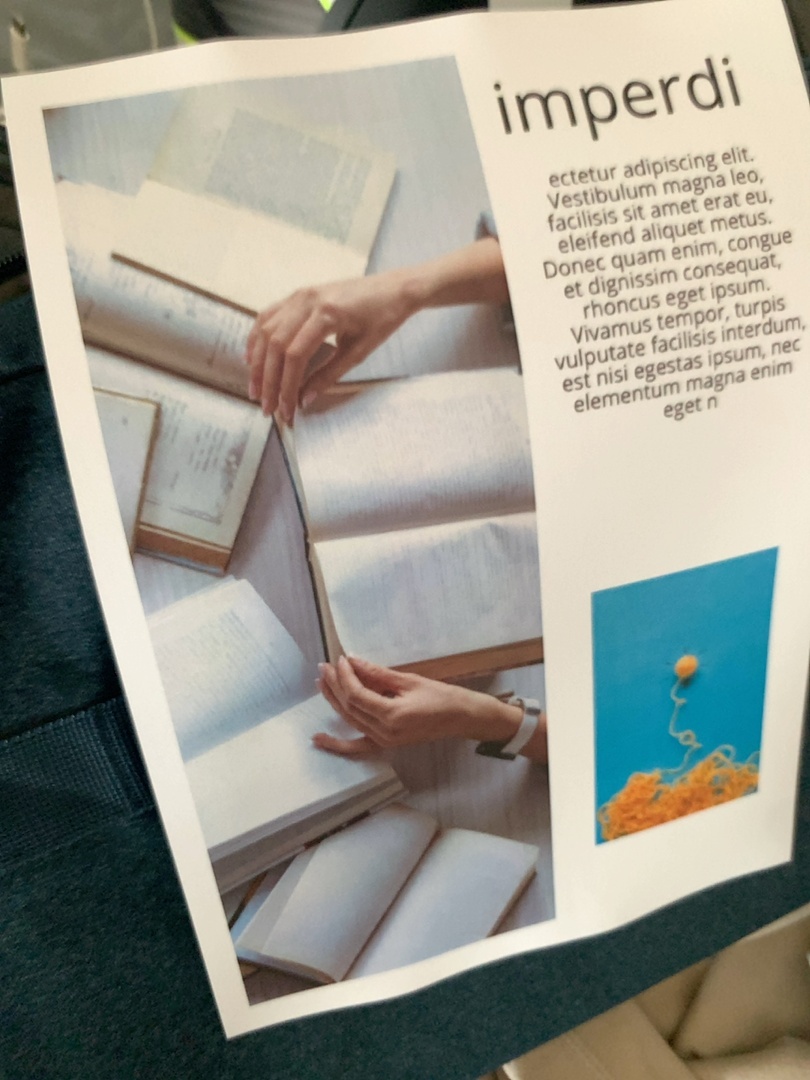 imperdi
ectetur adipiscing elit.
Vestibulum magna leo,
facilisis sit amet erat eu,
eleifend aliquet metus.
Donec quam enim, congue
et dignissim consequat,
rhoncus eget ipsum.
Vivamus tempor, turpis
vulputate facilisis interdum,
est nisi egestas ipsum, nec
elementum magna enim
eget n